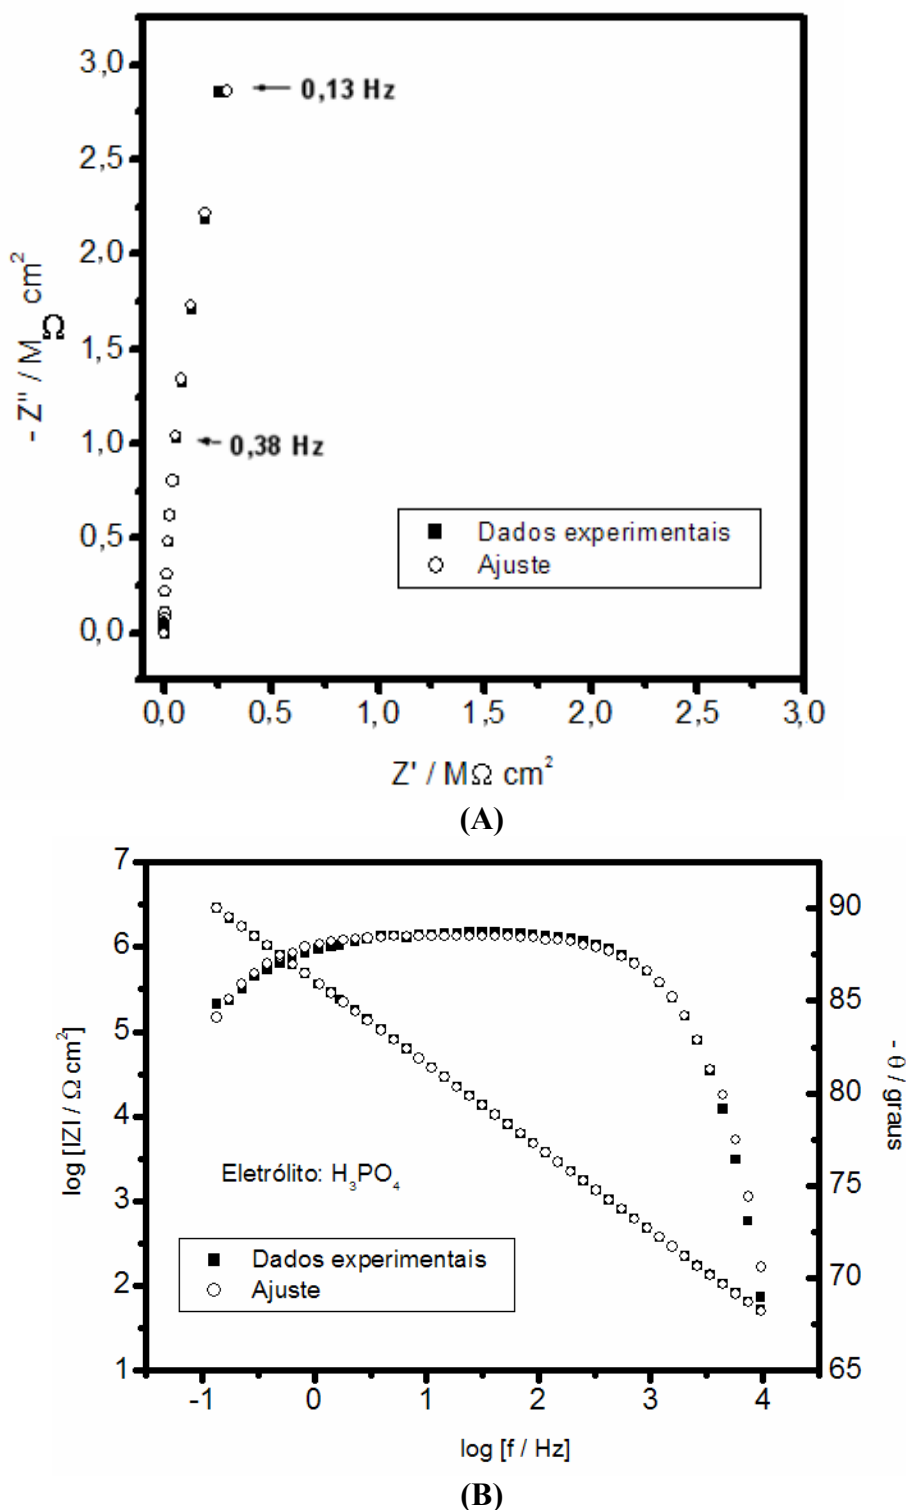 3,0
2,5
2,0
1,5
1,0
0,5
0,0
- Z'' / MΩ cm²
0,13 Hz
0,38 Hz
Dados experimentais
Ajuste
0,0 0,5 1,0 1,5 2,0 2,5 3,0
Z' / MΩ cm²
(A)
7
6
5
4
3
2
1
log [IZI / Ω cm²]
90
85
80
75
70
65
- θ / graus
Eletrólito: H₃PO₄
Dados experimentais
Ajuste
-1 0 1 2 3 4
log [f / Hz]
(B)